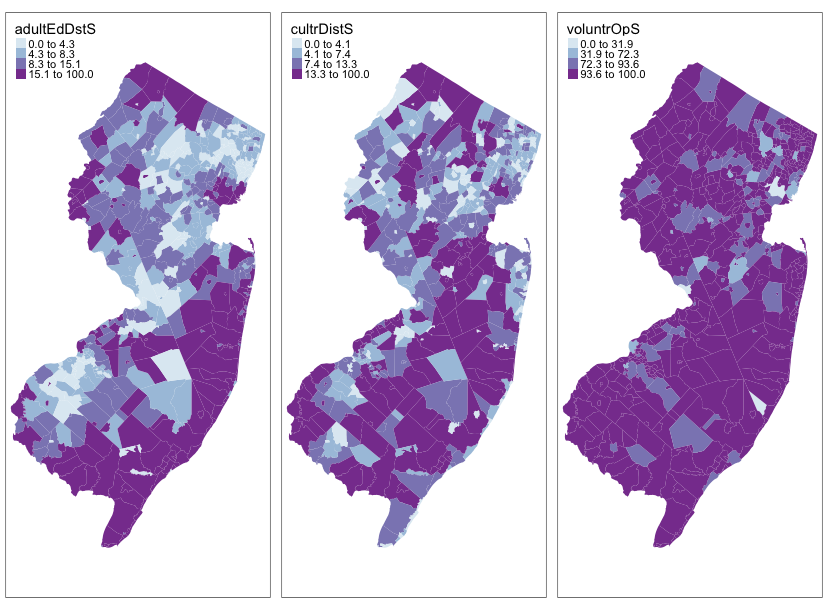 adultEdDstS
0.0 to 4.3
4.3 to 8.3
8.3 to 15.1
15.1 to 100.0
cultrDistS
0.0 to 4.1
4.1 to 7.4
7.4 to 13.3
13.3 to 100.0
voluntrOpS
0.0 to 31.9
31.9 to 72.3
72.3 to 93.6
93.6 to 100.0